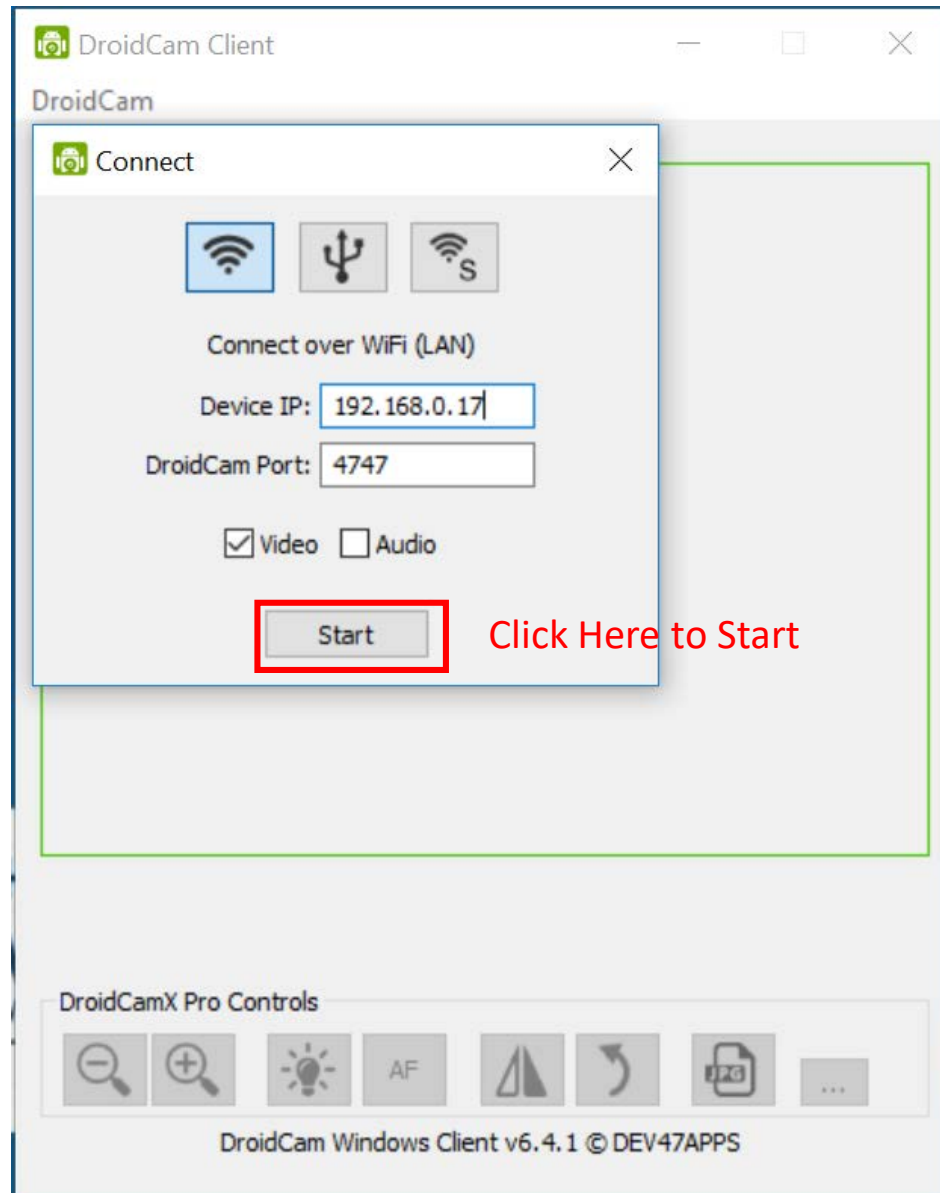 DroidCam Client
DroidCam
Connect
S
Connect over WiFi (LAN)
Device IP: 192.168.0.17
DroidCam Port: 4747
Video Audio
Start Click Here to Start
DroidCamX Pro Controls
AF JPG ...
DroidCam Windows Client v6.4.1 © DEV47APPS